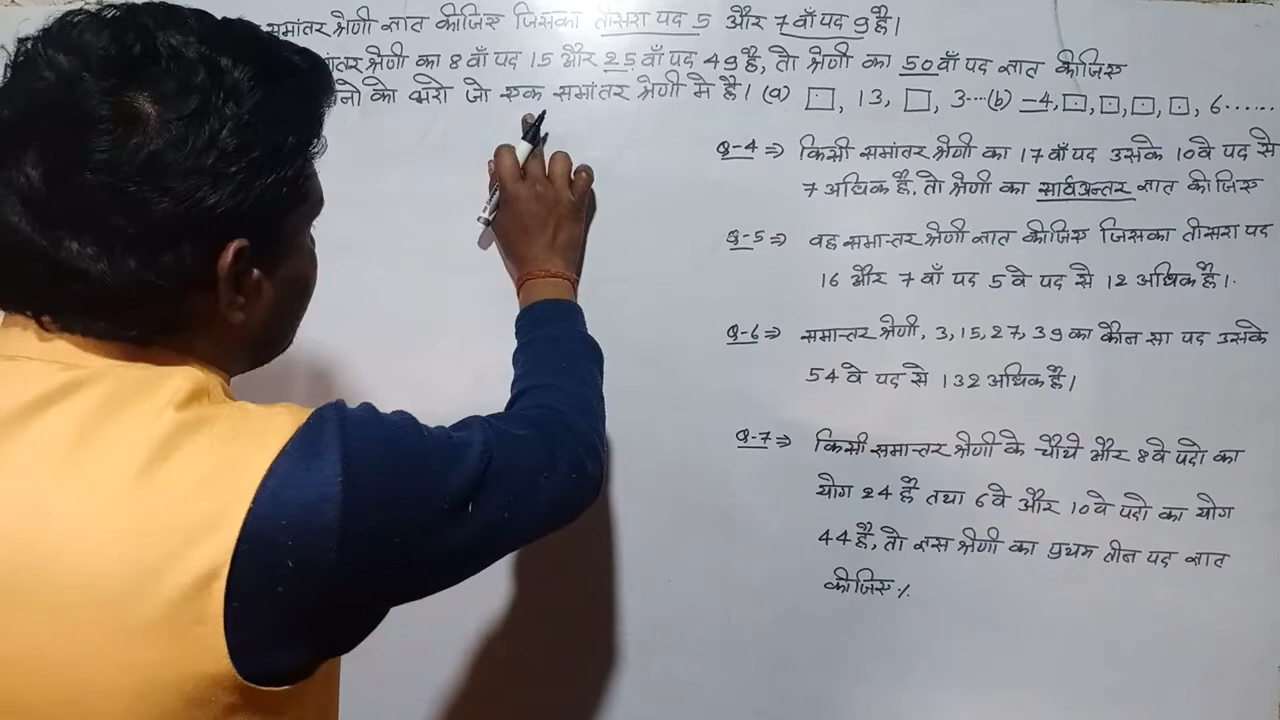 समांतर श्रेणी ज्ञात कीजिए जिसका तीसरा पद 5 और 7 वाँ पद 9 है।
श्रेणी का 8 वाँ पद 15 और 25 वाँ पद 49 है, तो श्रेणी का 50 वाँ पद ज्ञात कीजिए
को भरो जो एक समांतर श्रेणी मे है। (a) □, 13, □, 3...(b) -4, □, □, □, □, 6......
Q-4 ⇒ किसी समांतर श्रेणी का 17 वाँ पद उसके 10 वे पद से
7 अधिक है, तो श्रेणी का सार्वअन्तर ज्ञात कीजिए
Q-5 ⇒ वह समान्तर श्रेणी ज्ञात कीजिए जिसका तीसरा पद
16 और 7 वाँ पद 5 वे पद से 12 अधिक है।
Q-6 ⇒ समान्तर श्रेणी, 3, 15, 27, 39 का कौन सा पद उसके
54 वे पद से 132 अधिक है।
Q-7 ⇒ किसी समान्तर श्रेणी के चौथे और 8 वे पदो का
योग 24 है तथा 6 वे और 10 वे पदो का योग
44 है, तो उस श्रेणी का प्रथम तीन पद ज्ञात
कीजिए